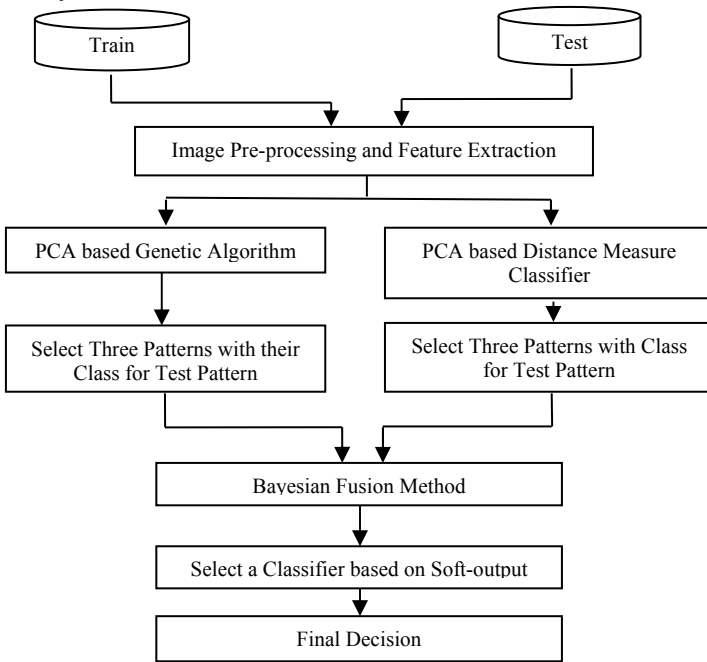 Train
Test
Image Pre-processing and Feature Extraction
PCA based Genetic Algorithm
PCA based Distance Measure
Classifier
Select Three Patterns with their
Class for Test Pattern
Select Three Patterns with Class
for Test Pattern
Bayesian Fusion Method
Select a Classifier based on Soft-output
Final Decision